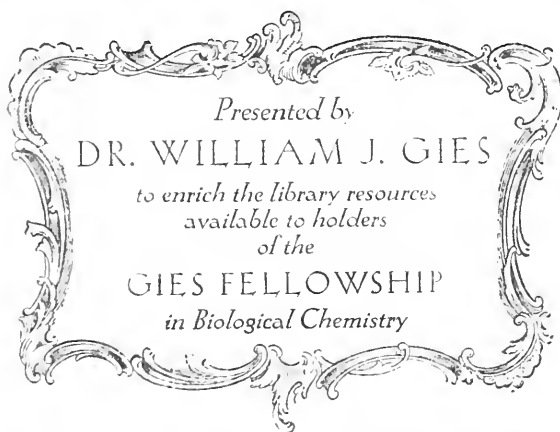 Presented by
DR. WILLIAM J. GIES
to enrich the library resources
available to holders
of the
GIES FELLOWSHIP
in Biological Chemistry